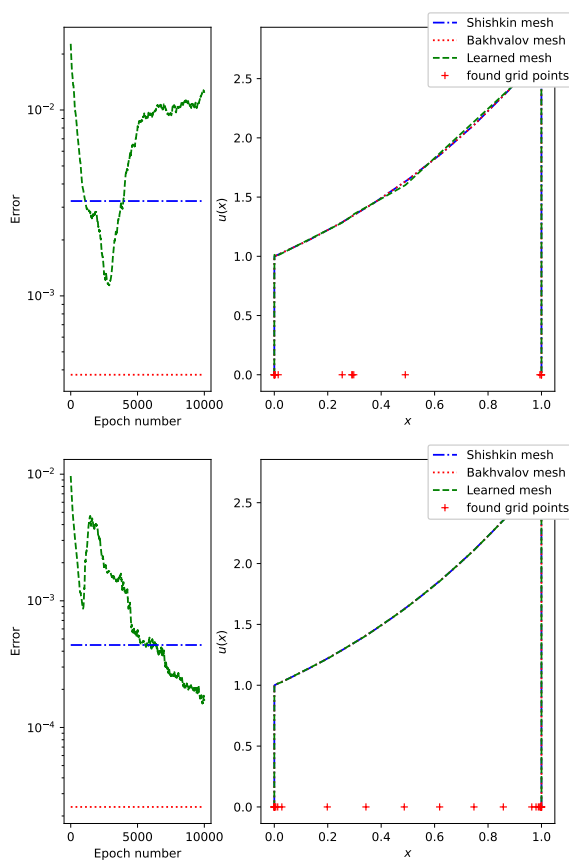 10⁻²
10⁻³
Error
0
5000
10000
Epoch number
Shishkin mesh
Bakhvalov mesh
Learned mesh
found grid points
2.5
2.0
1.5
1.0
0.5
0.0
u(x)
0.0
0.2
0.4
0.6
0.8
1.0
x
10⁻²
10⁻³
10⁻⁴
Error
0
5000
10000
Epoch number
Shishkin mesh
Bakhvalov mesh
Learned mesh
found grid points
2.5
2.0
1.5
1.0
0.5
0.0
u(x)
0.0
0.2
0.4
0.6
0.8
1.0
x